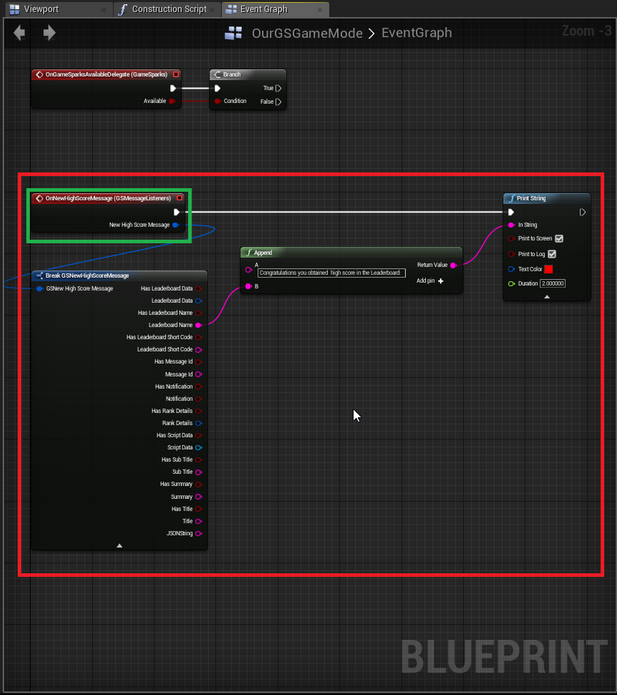 Viewport
Construction Script
Event Graph
OurGSGameMode > EventGraph
Zoom -3
OnGameSparksAvailableDelegate (GameSparks)
Available
Branch
True
Condition
False
OnNewHighScoreMessage (GSMessageListeners)
New High Score Message
Print String
In String
Print to Screen
Print to Log
Text Color
Duration 2.000000
Append
A
Congratulations you obtained high score in the Leaderboard
B
Return Value
Add pin +
Break GSNewHighScoreMessage
GSNew High Score Message
Has Leaderboard Data
Leaderboard Data
Has Leaderboard Name
Leaderboard Name
Has Leaderboard Short Code
Leaderboard Short Code
Has Message Id
Message Id
Has Notification
Notification
Has Rank Details
Rank Details
Has Script Data
Script Data
Has Sub Title
Sub Title
Has Summary
Summary
Has Title
Title
JSONString
BLUEPRINT